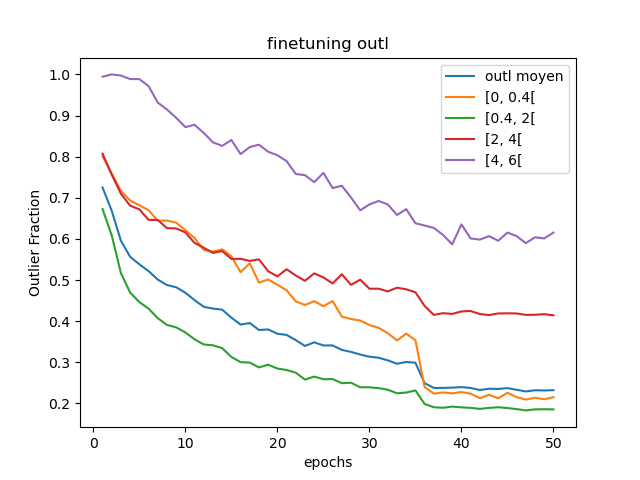 finetuning outl
outl moyen
[0, 0.4[
[0.4, 2[
[2, 4[
[4, 6[
Outlier Fraction
1.0
0.9
0.8
0.7
0.6
0.5
0.4
0.3
0.2
0 10 20 30 40 50
epochs